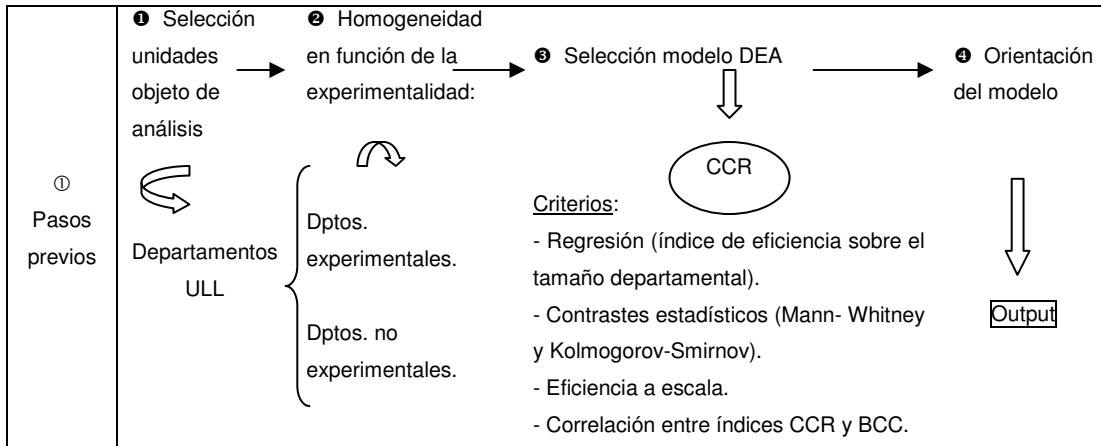 ①
Pasos
previos
❶ Selección
unidades
objeto de
análisis
Departamentos
ULL
❷ Homogeneidad
en función de la
experimentalidad:
Dptos.
experimentales.
Dptos. no
experimentales.
❸ Selección modelo DEA
CCR
Criterios:
- Regresión (índice de eficiencia sobre el
tamaño departamental).
- Contrastes estadísticos (Mann- Whitney
y Kolmogorov-Smirnov).
- Eficiencia a escala.
- Correlación entre índices CCR y BCC.
❹ Orientación
del modelo
Output